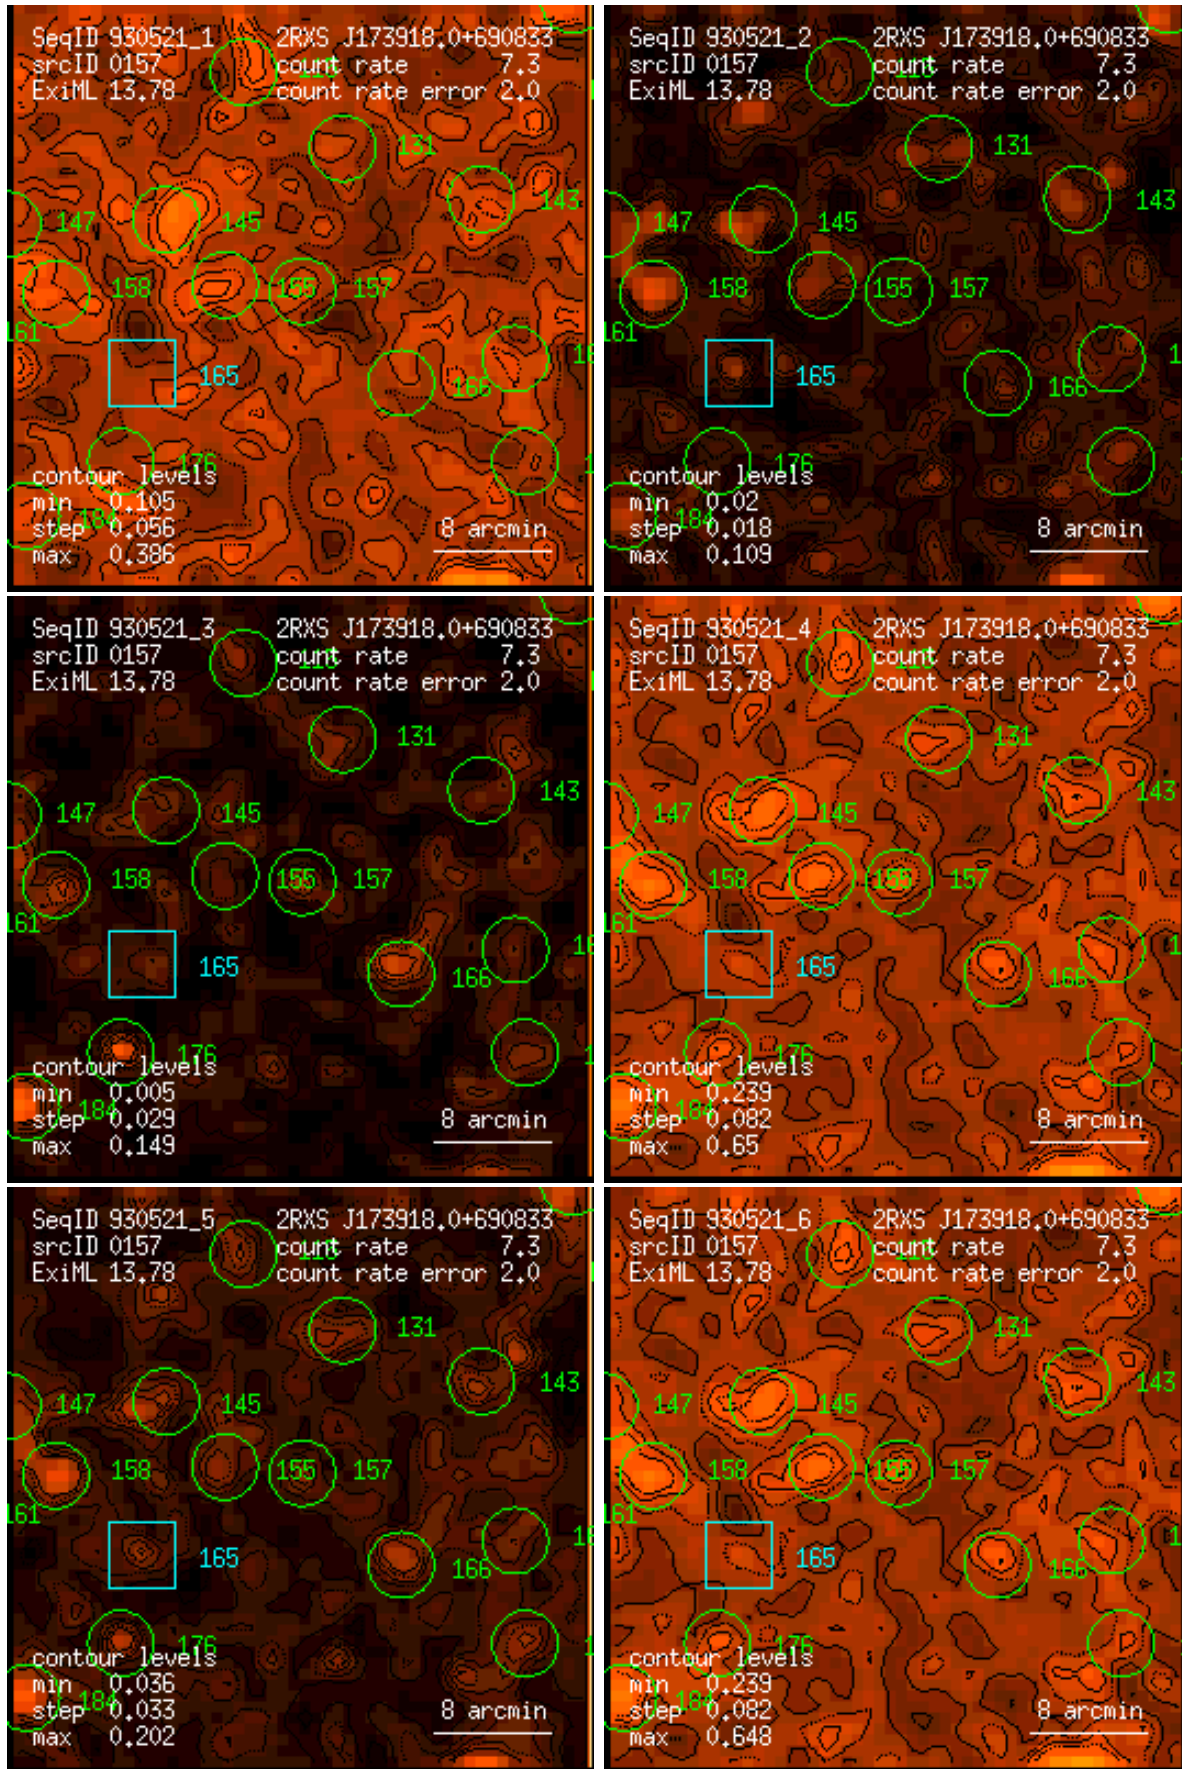 SeqID 930521_1 2RXS J173918.0+690833
srcID 0157 count rate 7.3
ExiML 13.78 count rate error 2.0
131
143
147
145
158
155
157
161
165
166
176
contour levels
min 0.105
184
step 0.056
8 arcmin
max 0.386
SeqID 930521_2 2RXS J173918.0+690833
srcID 0157 count rate 7.3
ExiML 13.78 count rate error 2.0
131
143
147
145
158
155
157
161
165
166
176
contour levels
min 0.02
184
step 0.018
8 arcmin
max 0.109
SeqID 930521_3 2RXS J173918.0+690833
srcID 0157 count rate 7.3
ExiML 13.78 count rate error 2.0
131
143
147
145
158
155
157
161
165
166
176
contour levels
min 0.005
184
step 0.029
8 arcmin
max 0.149
SeqID 930521_4 2RXS J173918.0+690833
srcID 0157 count rate 7.3
ExiML 13.78 count rate error 2.0
131
143
147
145
158
155
157
161
165
166
176
contour levels
min 0.239
184
step 0.082
8 arcmin
max 0.65
SeqID 930521_5 2RXS J173918.0+690833
srcID 0157 count rate 7.3
ExiML 13.78 count rate error 2.0
131
143
147
145
158
155
157
161
165
166
176
contour levels
min 0.036
184
step 0.033
8 arcmin
max 0.202
SeqID 930521_6 2RXS J173918.0+690833
srcID 0157 count rate 7.3
ExiML 13.78 count rate error 2.0
131
143
147
145
158
155
157
161
165
166
176
contour levels
min 0.239
184
step 0.082
8 arcmin
max 0.648